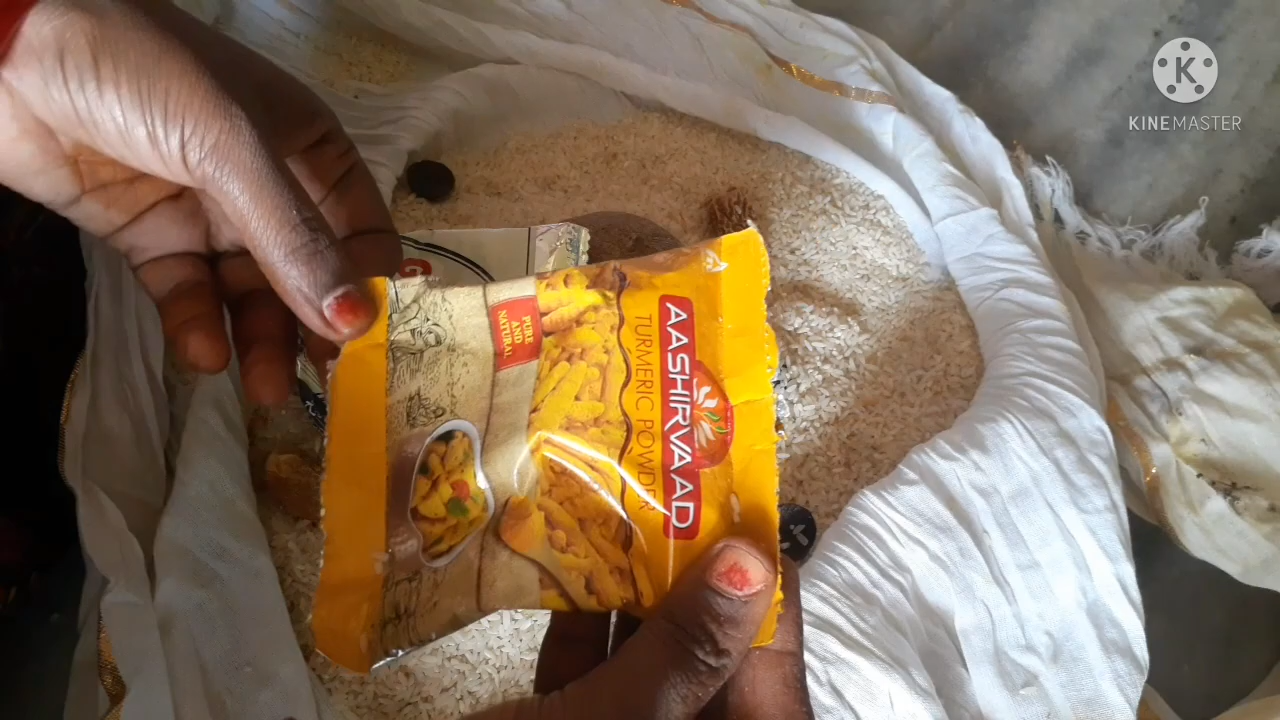 AASHIRVAAD
TURMERIC POWDER
PURE
AND
NATURAL
KINEMASTER